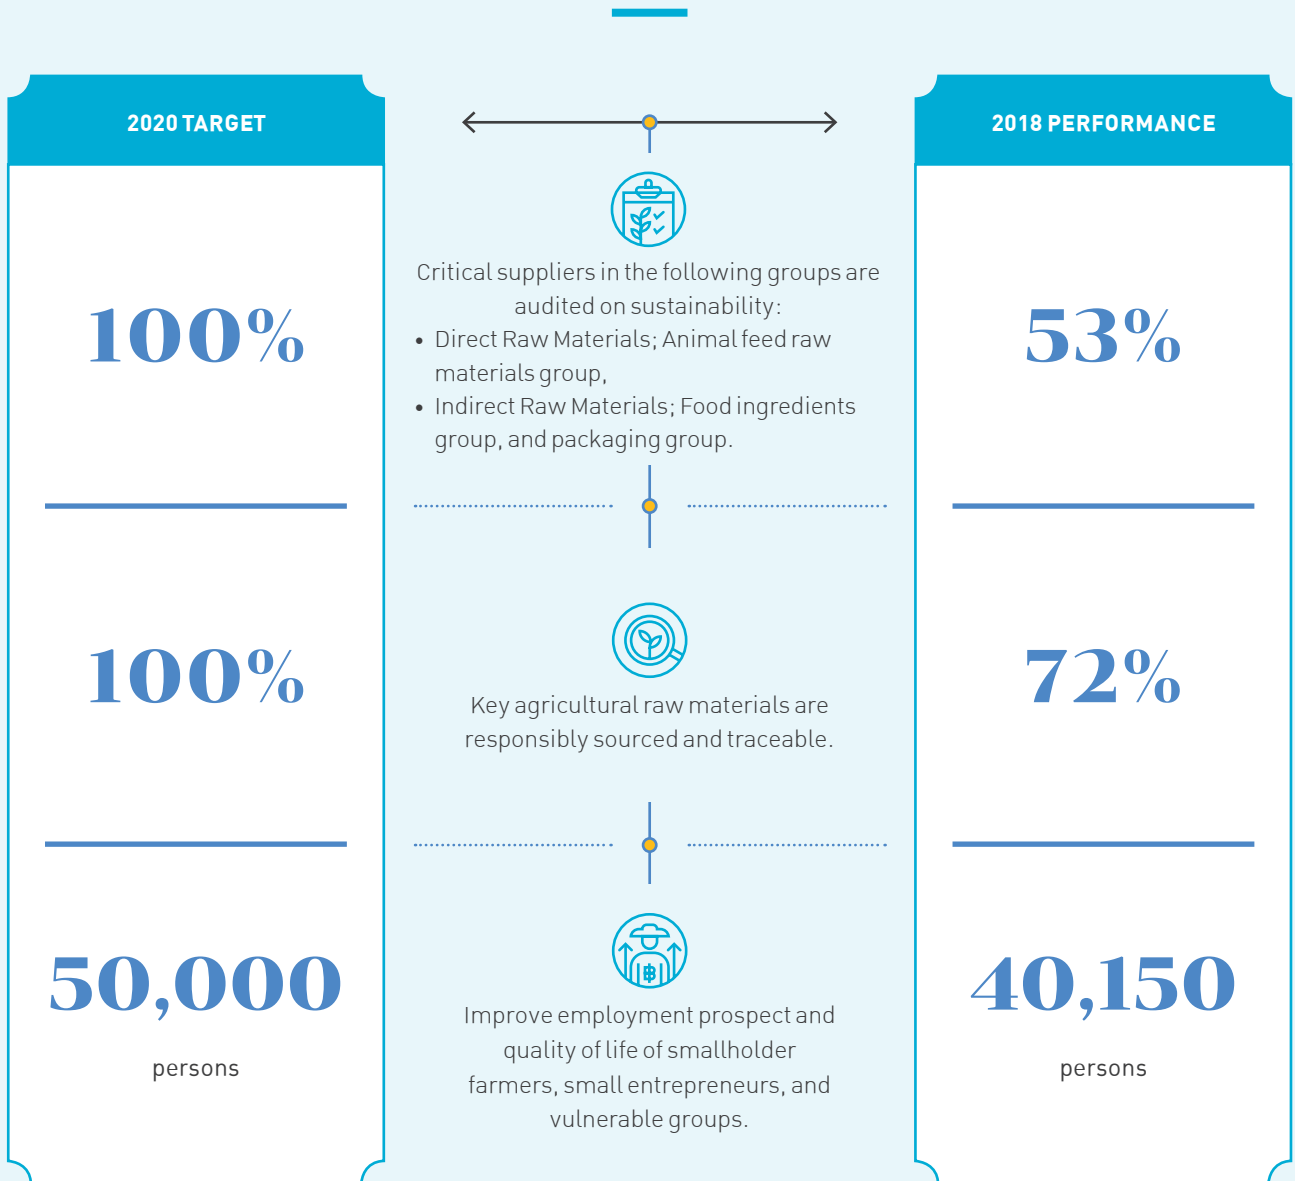 2020 TARGET
2018 PERFORMANCE
100%
Critical suppliers in the following groups are
audited on sustainability:
• Direct Raw Materials; Animal feed raw
materials group,
• Indirect Raw Materials; Food ingredients
group, and packaging group.
53%
100%
Key agricultural raw materials are
responsibly sourced and traceable.
72%
50,000
persons
฿
Improve employment prospect and
quality of life of smallholder
farmers, small entrepreneurs, and
vulnerable groups.
40,150
persons